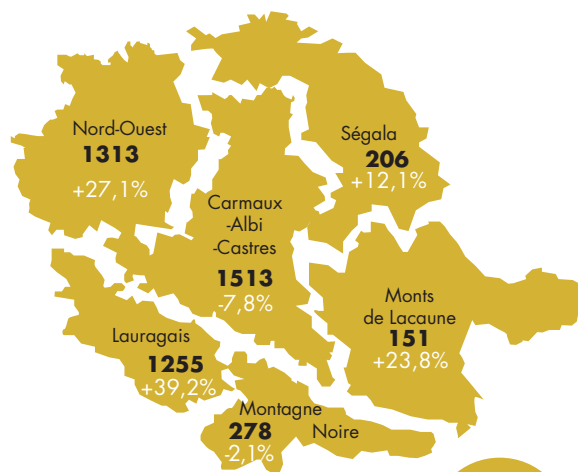 Nord-Ouest
1313
+27,1%
Ségala
206
+12,1%
Carmaux
-Albi
-Castres
1513
-7,8%
Monts
de Lacaune
151
+23,8%
Lauragais
1255
+39,2%
Montagne
Noire
278
-2,1%